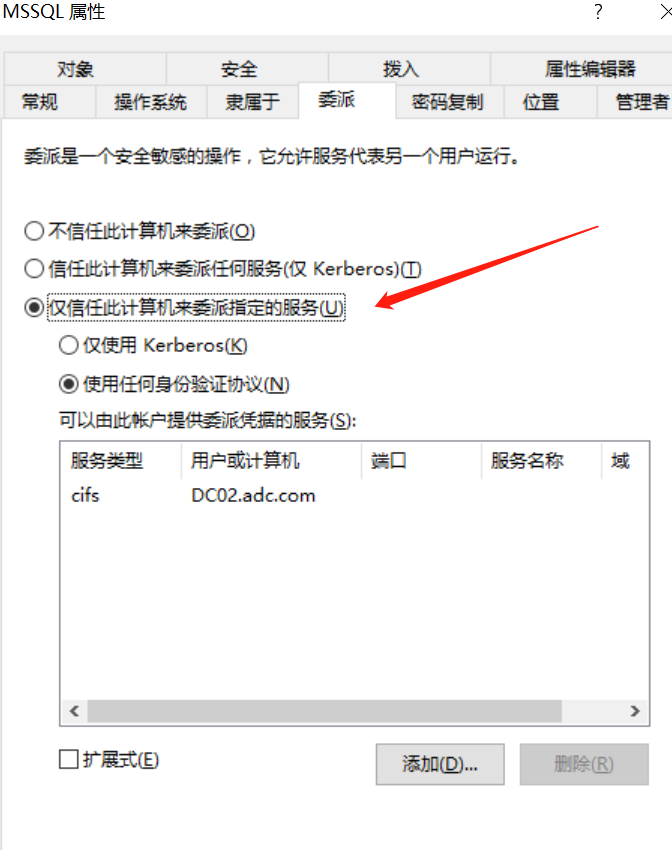 MSSQL 属性 ?
对象 安全 拨入 属性编辑器
常规 操作系统 隶属于 委派 密码复制 位置 管理者
委派是一个安全敏感的操作，它允许服务代表另一个用户运行。
不信任此计算机来委派(O)
信任此计算机来委派任何服务(仅 Kerberos)(T)
仅信任此计算机来委派指定的服务(U)
仅使用 Kerberos(K)
使用任何身份验证协议(N)
可以由此帐户提供委派凭据的服务(S):
服务类型 用户或计算机 端口 服务名称 域
cifs DC02.adc.com
扩展式(E) 添加(D)... 删除(R)